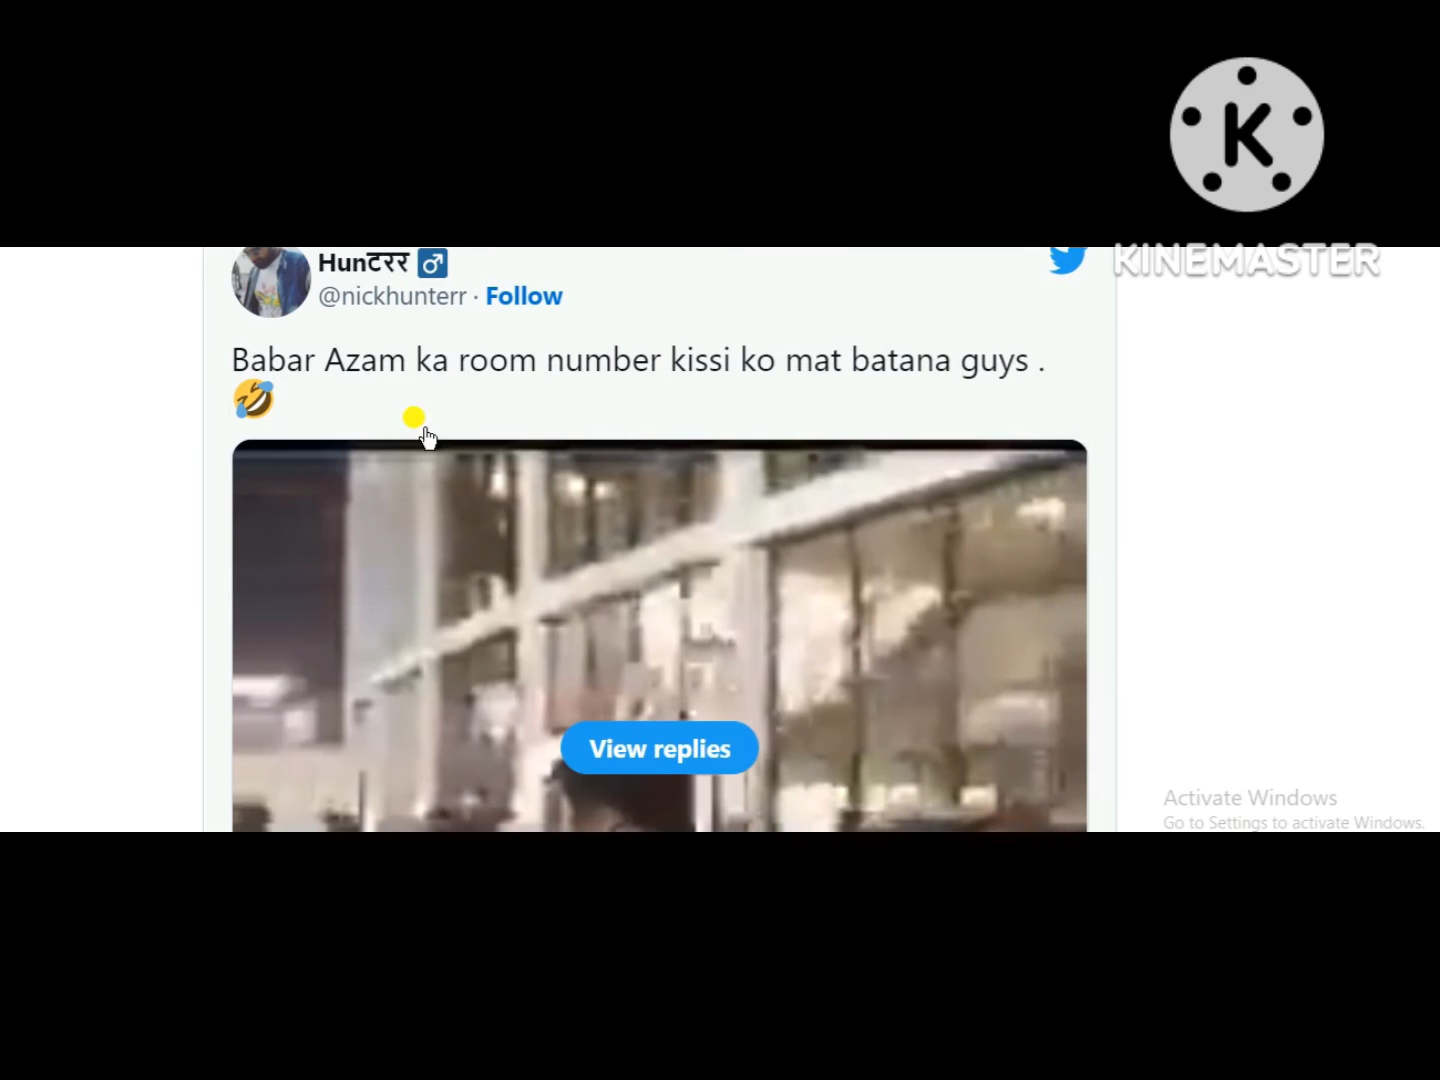 K
KINEMASTER
Hunटरर ♂
@nickhunterr · Follow
Babar Azam ka room number kissi ko mat batana guys .
🤣
View replies
Activate Windows
Go to Settings to activate Windows.